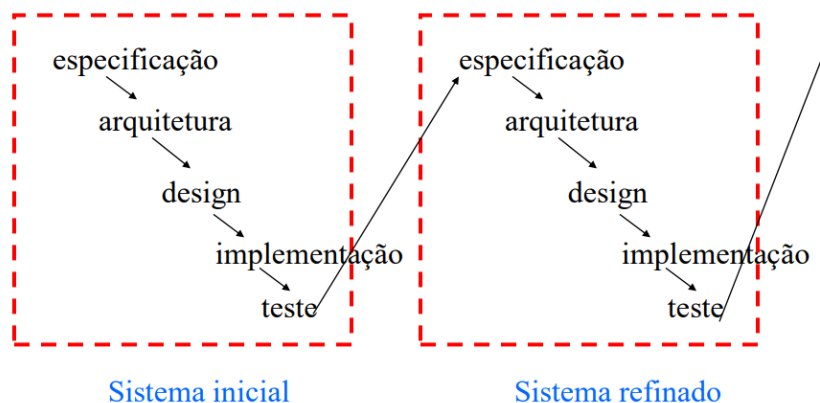 especificação
arquitetura
design
implementação
teste
Sistema inicial
especificação
arquitetura
design
implementação
teste
Sistema refinado